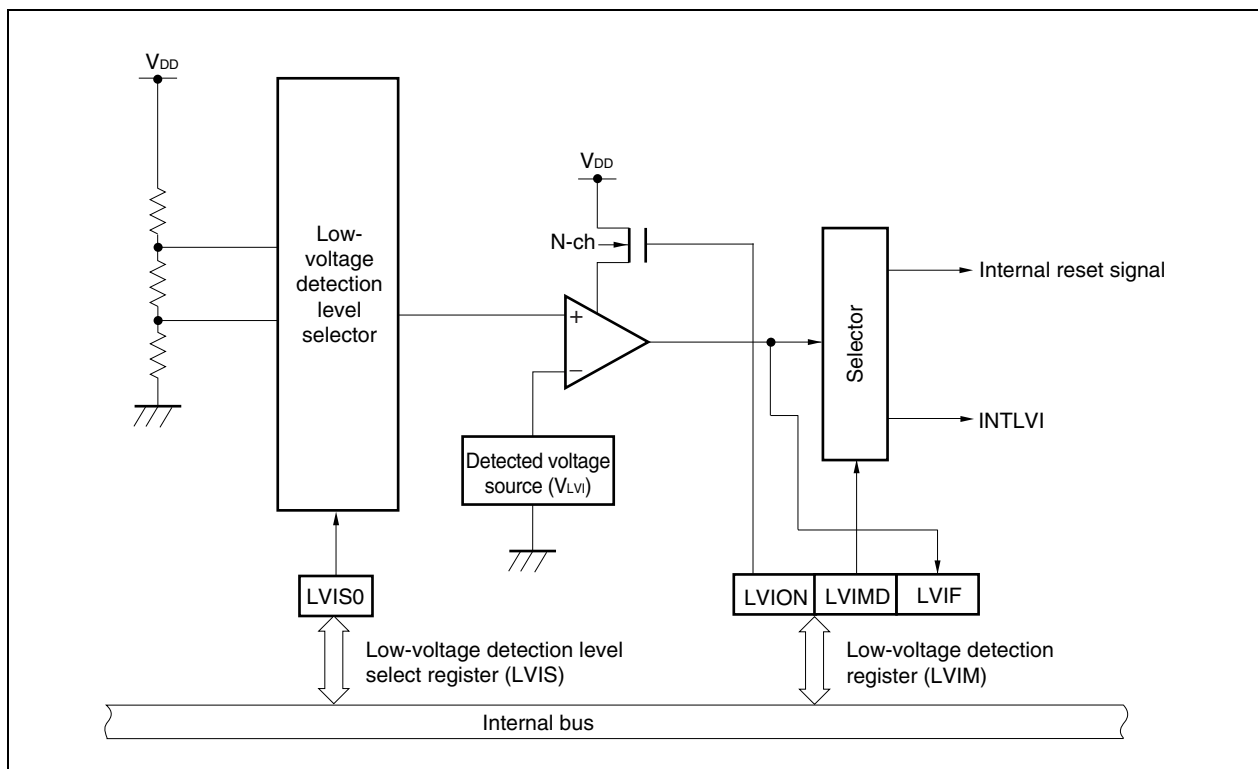 VDD
Low-
voltage
detection
level
selector
VDD
N-ch
+
−
Detected voltage
source (VLVI)
Selector
Internal reset signal
INTLVI
LVIS0
LVION
LVIMD
LVIF
Low-voltage detection level
select register (LVIS)
Low-voltage detection
register (LVIM)
Internal bus